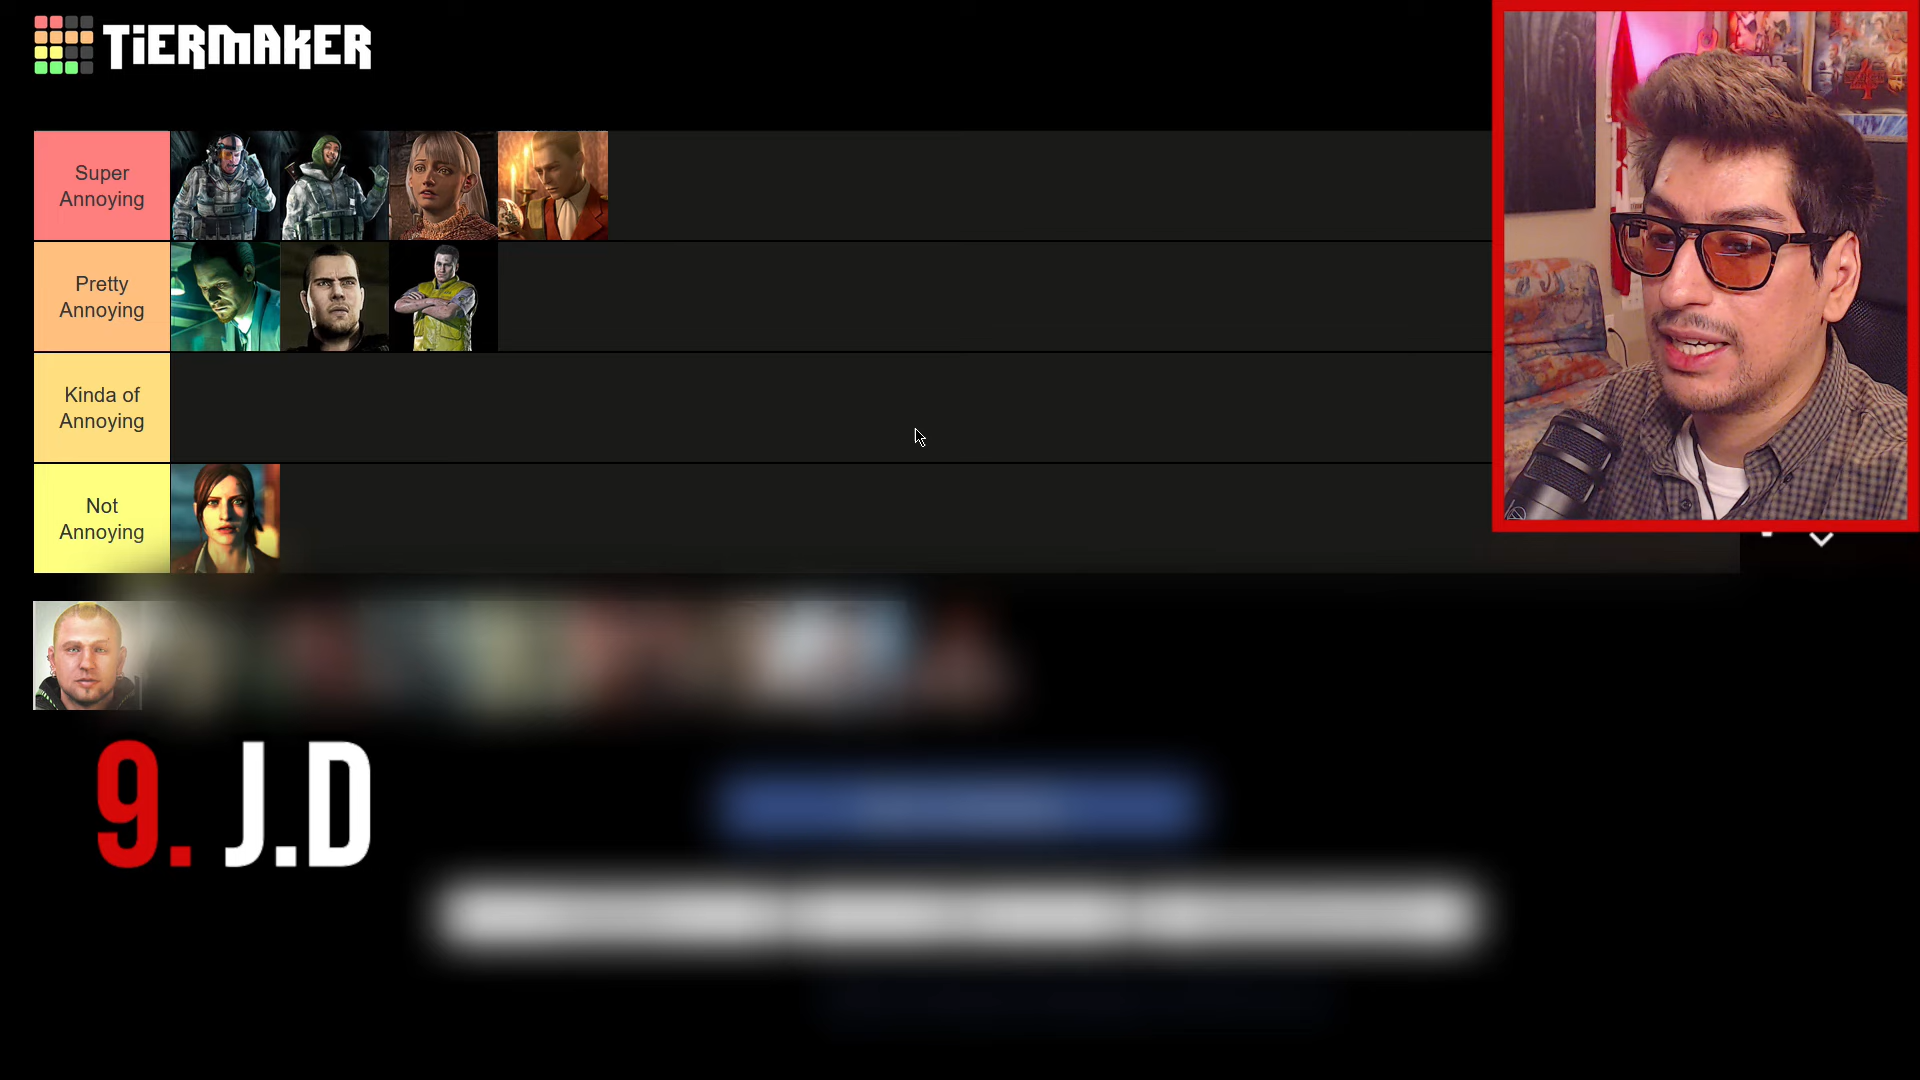 TiERMAKER
Super
Annoying
Pretty
Annoying
Kinda of
Annoying
Not
Annoying
9. J.D